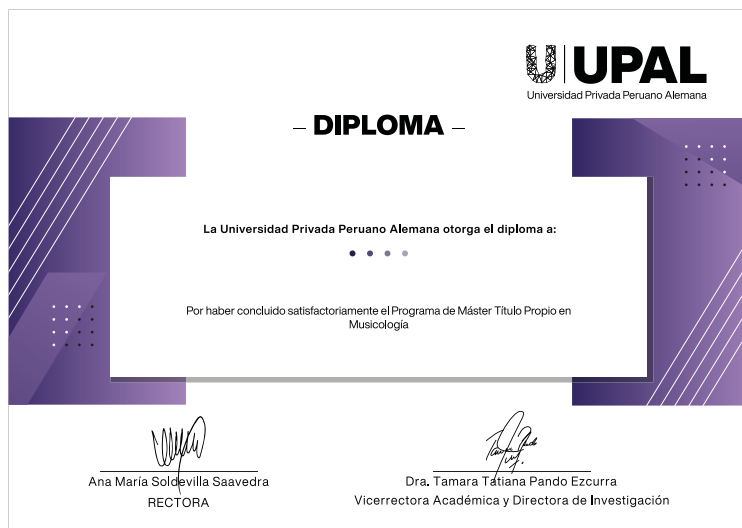 UPAL
Universidad Privada Peruano Alemana
– DIPLOMA –
La Universidad Privada Peruano Alemana otorga el diploma a:
Por haber concluido satisfactoriamente el Programa de Máster Título Propio en
Musicología
Ana María Soldevilla Saavedra
RECTORA
Dra. Tamara Tatiana Pando Ezcurra
Vicerrectora Académica y Directora de Investigación